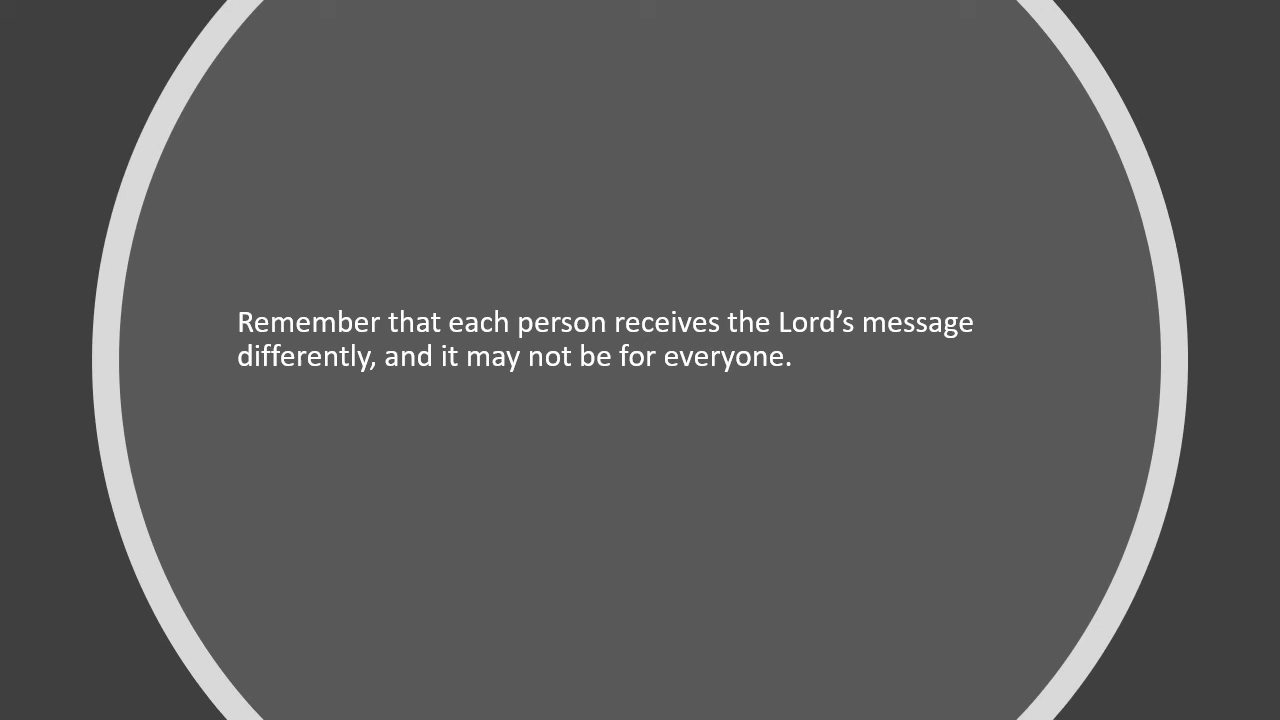 Remember that each person receives the Lord’s message
differently, and it may not be for everyone.